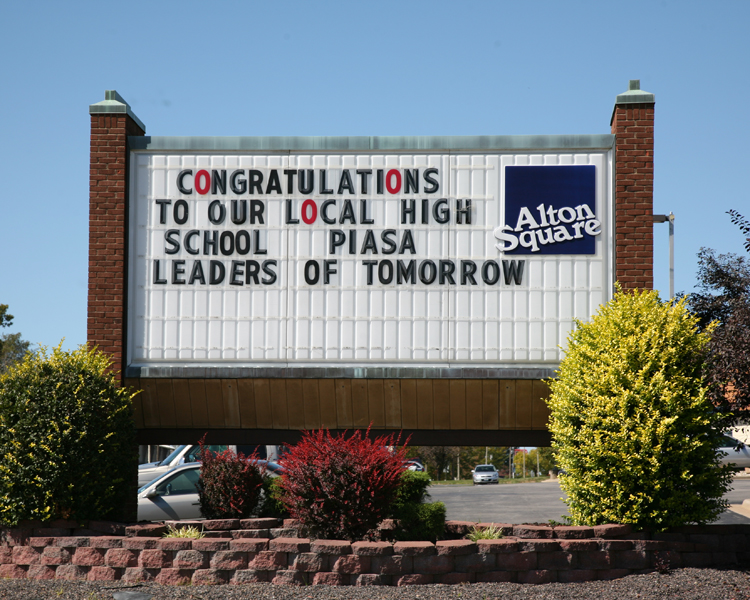 CONGRATULATIONS
TO OUR LOCAL HIGH
SCHOOL PIASA
LEADERS OF TOMORROW
Alton
Square